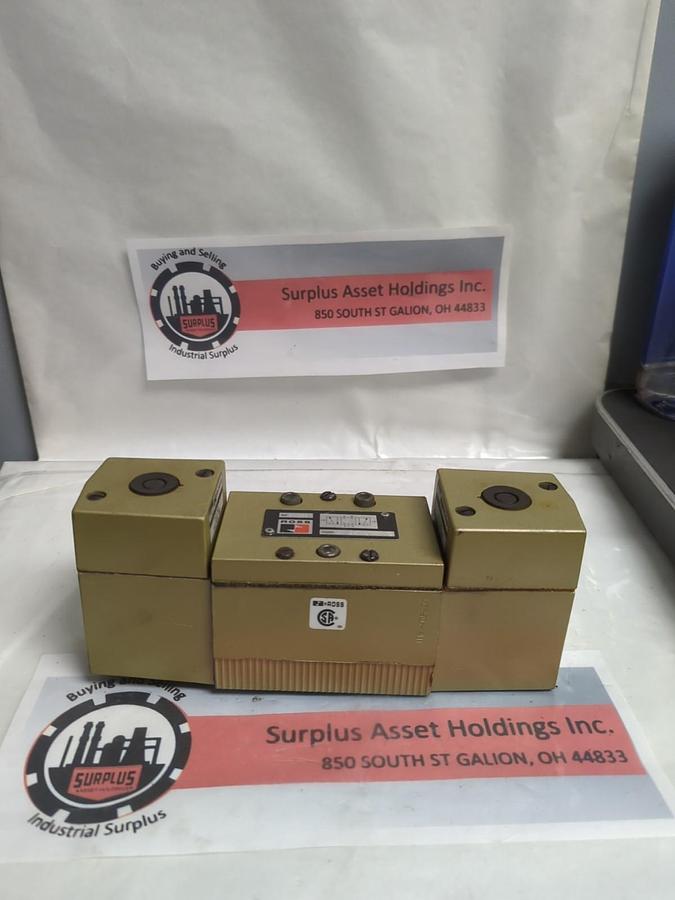 Buying and Selling
SURPLUS
Industrial Surplus
Surplus Asset Holdings Inc.
850 SOUTH ST GALION, OH 44833
ROSS
ROSS
Buying and Selling
SURPLUS
Industrial Surplus
Surplus Asset Holdings Inc.
850 SOUTH ST GALION, OH 44833